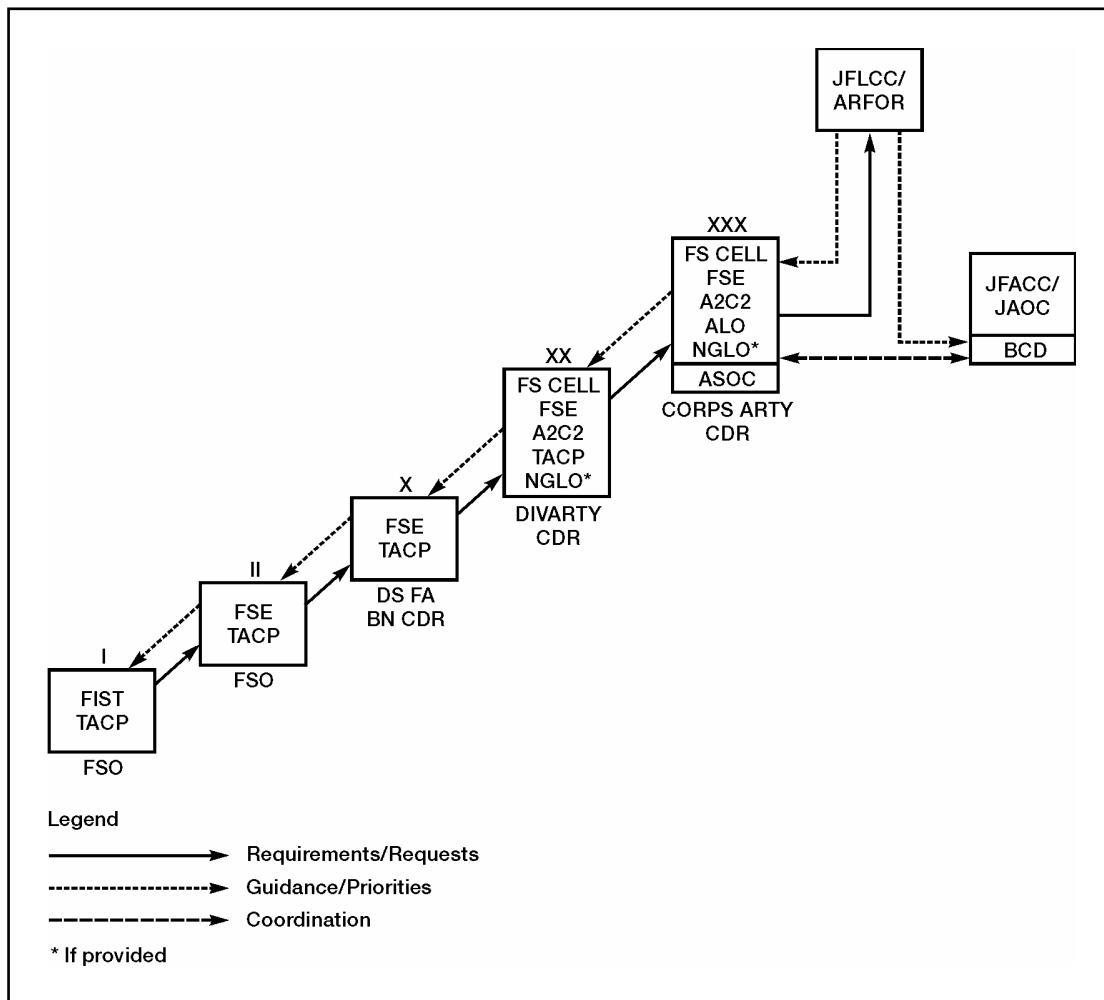 JFLCC/
ARFOR
XXX
FS CELL
FSE
A2C2
ALO
NGLO*
ASOC
CORPS ARTY
CDR
JFACC/
JAOC
BCD
XX
FS CELL
FSE
A2C2
TACP
NGLO*
DIVARTY
CDR
X
FSE
TACP
DS FA
BN CDR
II
FSE
TACP
FSO
I
FIST
TACP
FSO
Legend
Requirements/Requests
Guidance/Priorities
Coordination
* If provided